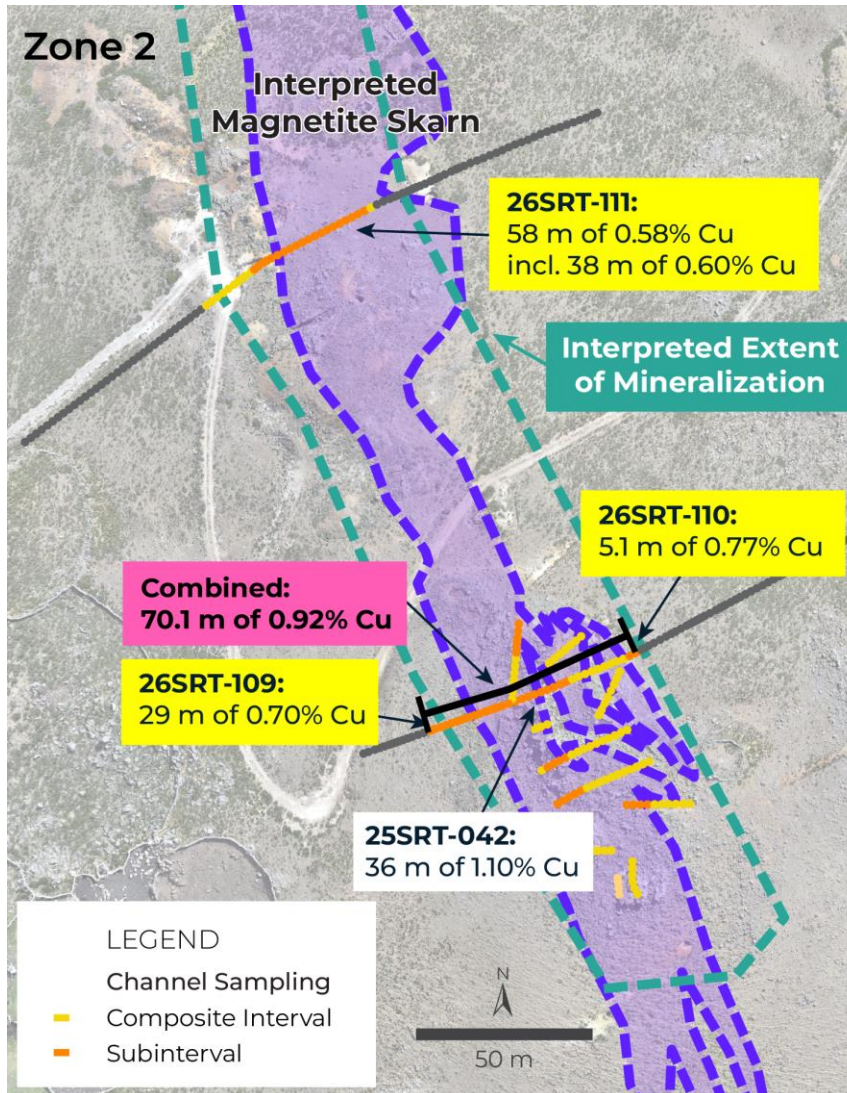 Zone 2
Interpreted
Magnetite Skarn
26SRT-111:
58 m of 0.58% Cu
incl. 38 m of 0.60% Cu
Interpreted Extent
of Mineralization
26SRT-110:
5.1 m of 0.77% Cu
Combined:
70.1 m of 0.92% Cu
26SRT-109:
29 m of 0.70% Cu
25SRT-042:
36 m of 1.10% Cu
LEGEND
Channel Sampling
Composite Interval
Subinterval
N
50 m